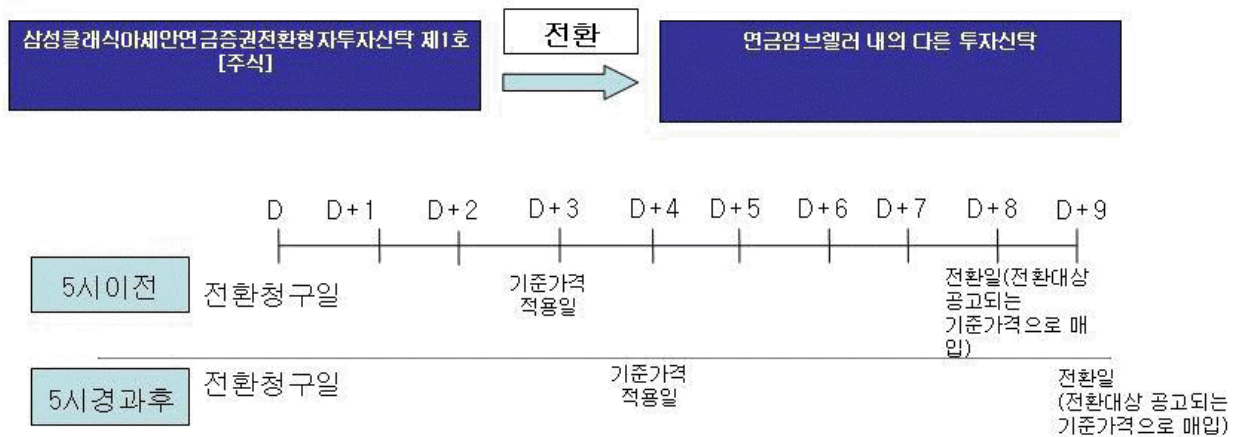 삼성클래식아세안연금증권전환형자투자신탁 제1호
[주식]
전환
연금엄브렐러 내의 다른 투자신탁
D D+1 D+2 D+3 D+4 D+5 D+6 D+7 D+8 D+9
5시이전
전환청구일
기준가격
적용일
전환일(전환대상
공고되는
기준가격으로 매
입)
5시경과후
전환청구일
기준가격
적용일
전환일
(전환대상 공고되는
기준가격으로 매입)